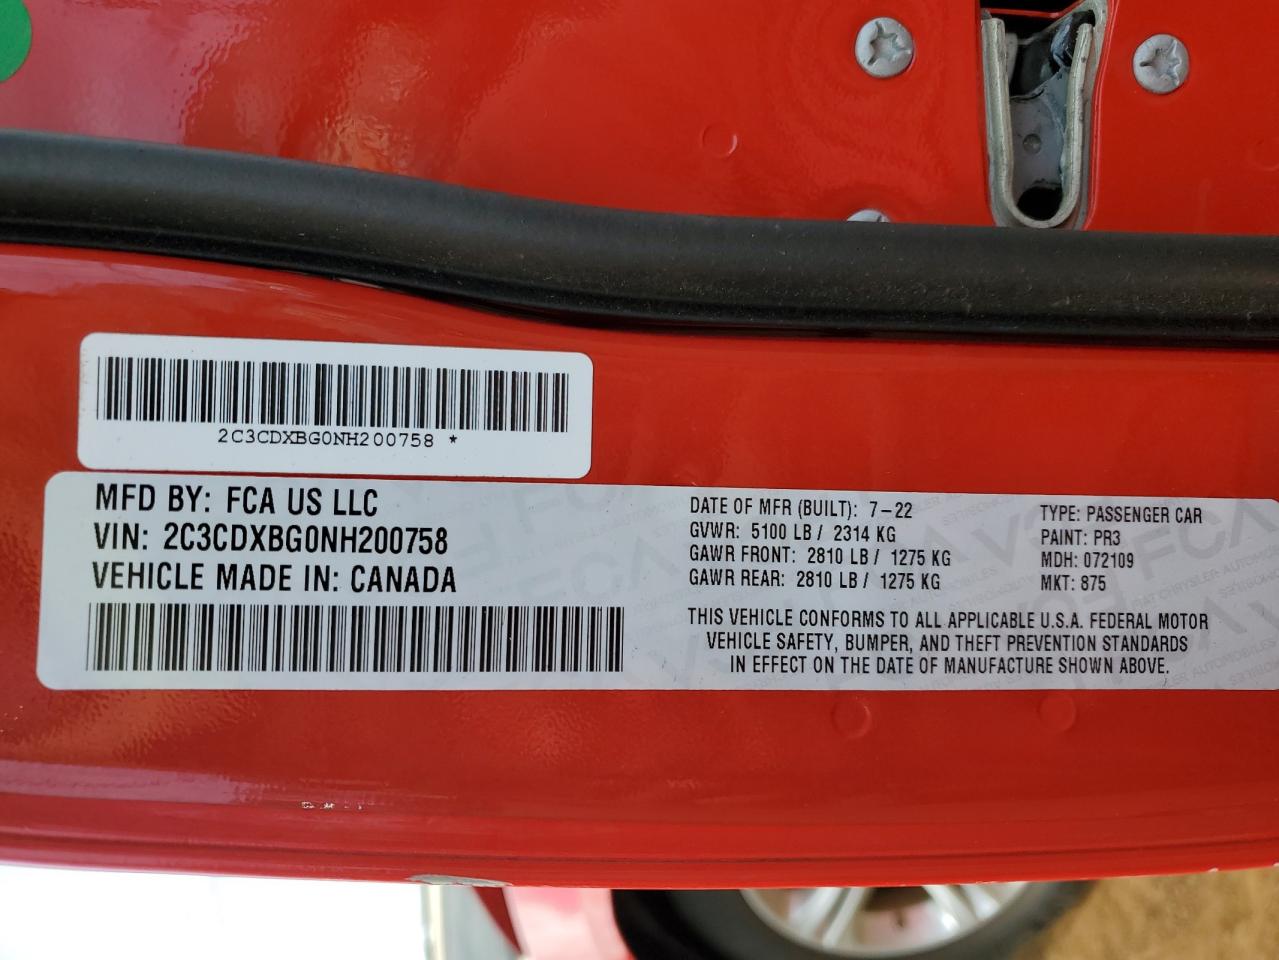 2C3CDXBG0NH200758 *
MFD BY: FCA US LLC
VIN: 2C3CDXBG0NH200758
VEHICLE MADE IN: CANADA
DATE OF MFR (BUILT): 7-22
GVWR: 5100 LB / 2314 KG
GAWR FRONT: 2810 LB / 1275 KG
GAWR REAR: 2810 LB / 1275 KG
TYPE: PASSENGER CAR
PAINT: PR3
MDH: 072109
MKT: 875
THIS VEHICLE CONFORMS TO ALL APPLICABLE U.S.A. FEDERAL MOTOR
VEHICLE SAFETY, BUMPER, AND THEFT PREVENTION STANDARDS
IN EFFECT ON THE DATE OF MANUFACTURE SHOWN ABOVE.